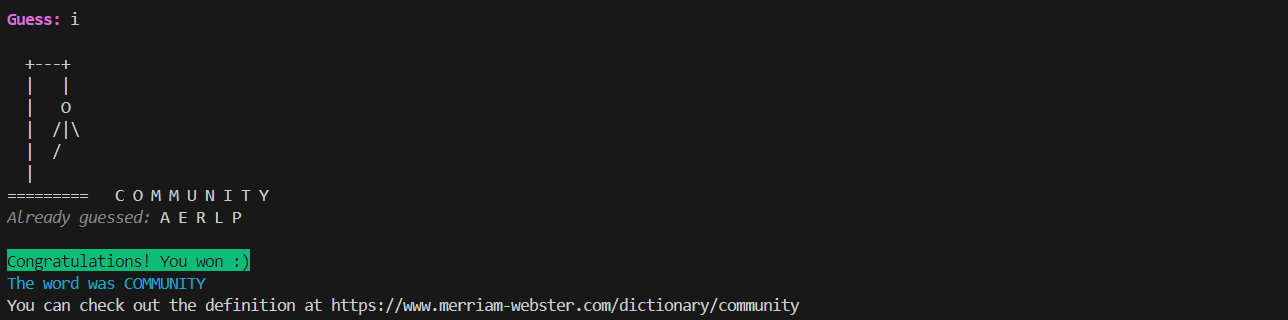 Guess: i
  +---+
  |   |
  |   O
  |  /|\
  |  /
  |
=========   C O M M U N I T Y
Already guessed: A E R L P
Congratulations! You won :)
The word was COMMUNITY
You can check out the definition at https://www.merriam-webster.com/dictionary/community